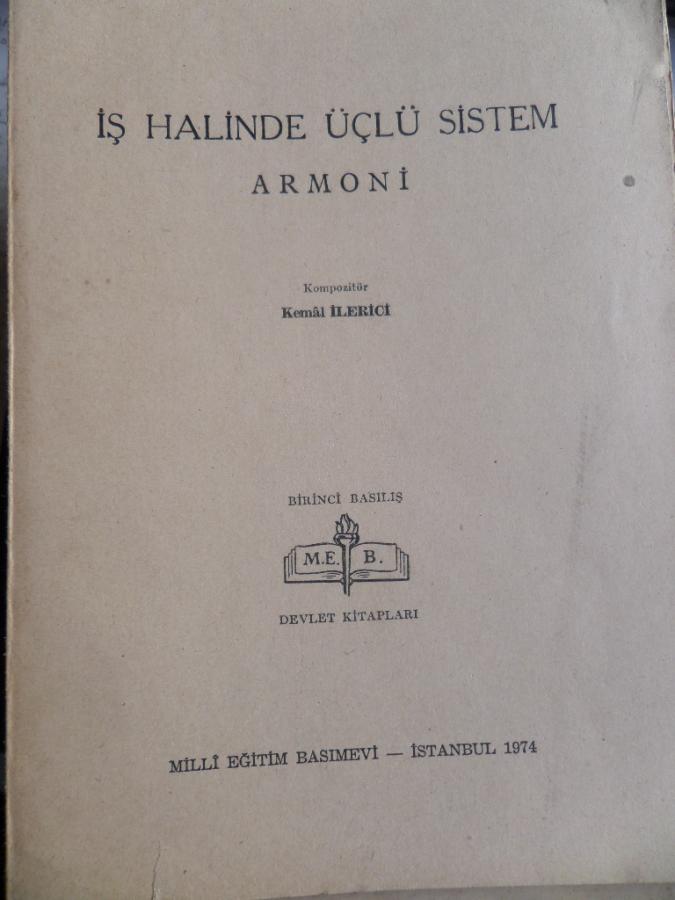 İŞ HALİNDE ÜÇLÜ SİSTEM
ARMONİ
Kompozitör
Kemâl İLERİCİ
BİRİNCİ BASILIŞ
M.E. B.
DEVLET KİTAPLARI
MİLLÎ EĞİTİM BASIMEVİ — İSTANBUL 1974